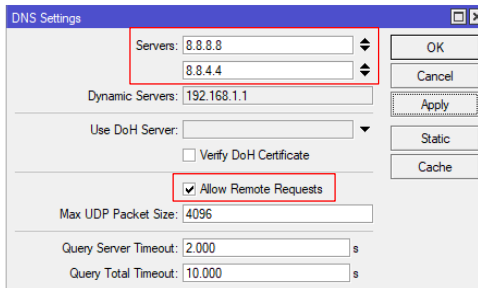 DNS Settings
Servers: 8.8.8.8
8.8.4.4
Dynamic Servers: 192.168.1.1
Use DoH Server:
Verify DoH Certificate
Allow Remote Requests
Max UDP Packet Size: 4096
Query Server Timeout: 2.000 s
Query Total Timeout: 10.000 s
OK
Cancel
Apply
Static
Cache